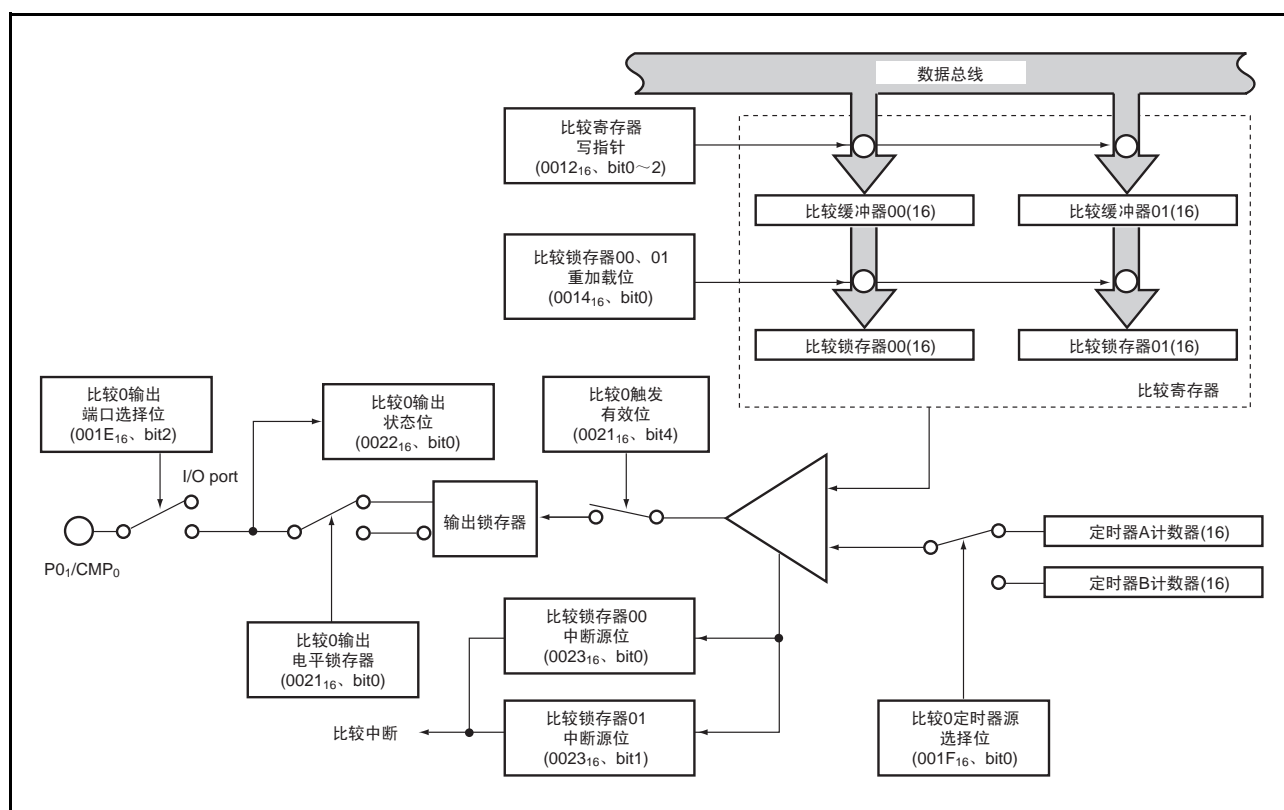 数据总线
比较寄存器
写指针
(0012₁₆、bit0～2)
比较缓冲器00(16)
比较缓冲器01(16)
比较锁存器00、01
重加载位
(0014₁₆、bit0)
比较锁存器00(16)
比较锁存器01(16)
比较寄存器
比较0输出
端口选择位
(001E₁₆、bit2)
比较0输出
状态位
(0022₁₆、bit0)
比较0触发
有效位
(0021₁₆、bit4)
I/O port
输出锁存器
P0₁/CMP₀
定时器A计数器(16)
定时器B计数器(16)
比较0输出
电平锁存器
(0021₁₆、bit0)
比较锁存器00
中断源位
(0023₁₆、bit0)
比较锁存器01
中断源位
(0023₁₆、bit1)
比较中断
比较0定时器源
选择位
(001F₁₆、bit0)